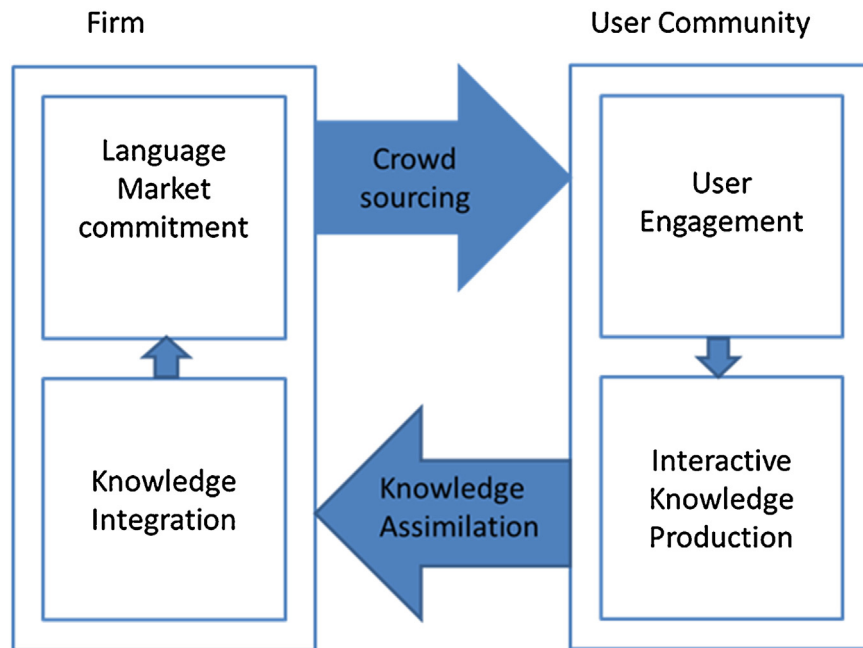 Firm
User Community
Language
Market
commitment
Crowd
sourcing
User
Engagement
Knowledge
Integration
Knowledge
Assimilation
Interactive
Knowledge
Production